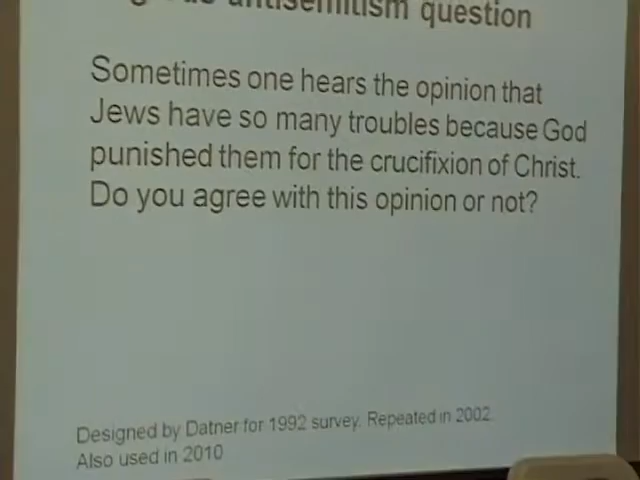 antisemitism question
Sometimes one hears the opinion that
Jews have so many troubles because God
punished them for the crucifixion of Christ.
Do you agree with this opinion or not?
Designed by Datner for 1992 survey. Repeated in 2002
Also used in 2010